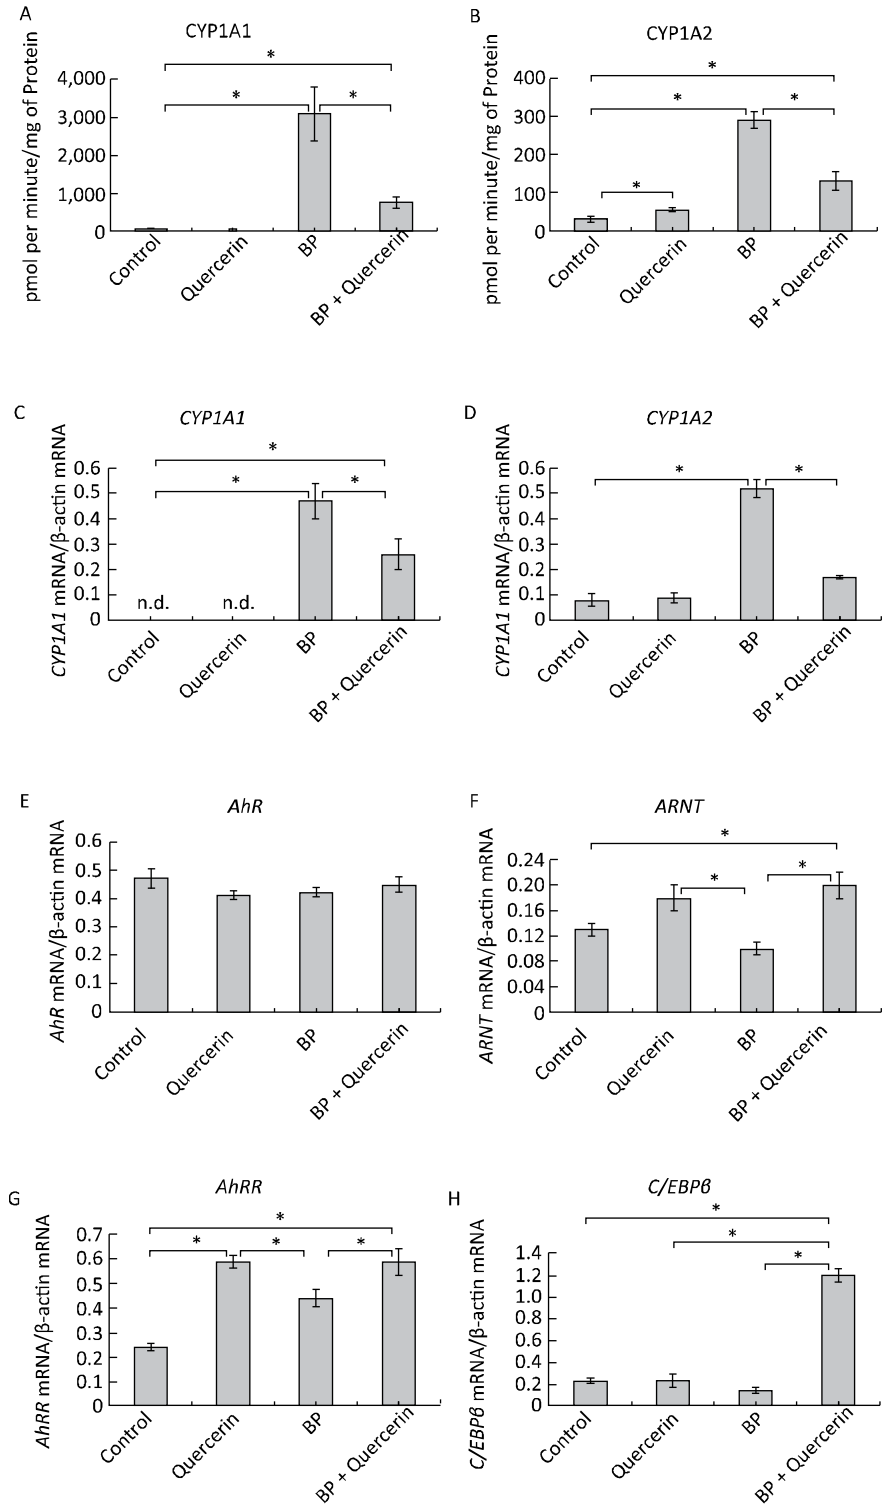 A
CYP1A1
pmol per minute/mg of Protein
4,000
3,000
2,000
1,000
0
*
*
*
Control
Quercerin
BP
BP + Quercerin
B
CYP1A2
pmol per minute/mg of Protein
400
300
200
100
0
*
*
*
*
Control
Quercerin
BP
BP + Quercerin
C
CYP1A1
CYP1A1 mRNA/β-actin mRNA
0.6
0.5
0.4
0.3
0.2
0.1
0
*
*
*
n.d.
n.d.
Control
Quercerin
BP
BP + Quercerin
D
CYP1A2
CYP1A1 mRNA/β-actin mRNA
0.6
0.5
0.4
0.3
0.2
0.1
0
*
*
Control
Quercerin
BP
BP + Quercerin
E
AhR
AhR mRNA/β-actin mRNA
0.6
0.5
0.4
0.3
0.2
0.1
0
Control
Quercerin
BP
BP + Quercerin
F
ARNT
ARNT mRNA/β-actin mRNA
0.24
0.20
0.16
0.12
0.08
0.04
0
*
*
*
Control
Quercerin
BP
BP + Quercerin
G
AhRR
AhRR mRNA/β-actin mRNA
0.7
0.6
0.5
0.4
0.3
0.2
0.1
0
*
*
*
*
Control
Quercerin
BP
BP + Quercerin
H
C/EBPβ
C/EBPβ mRNA/β-actin mRNA
1.4
1.2
1.0
0.8
0.6
0.4
0.2
0
*
*
*
Control
Quercerin
BP
BP + Quercerin